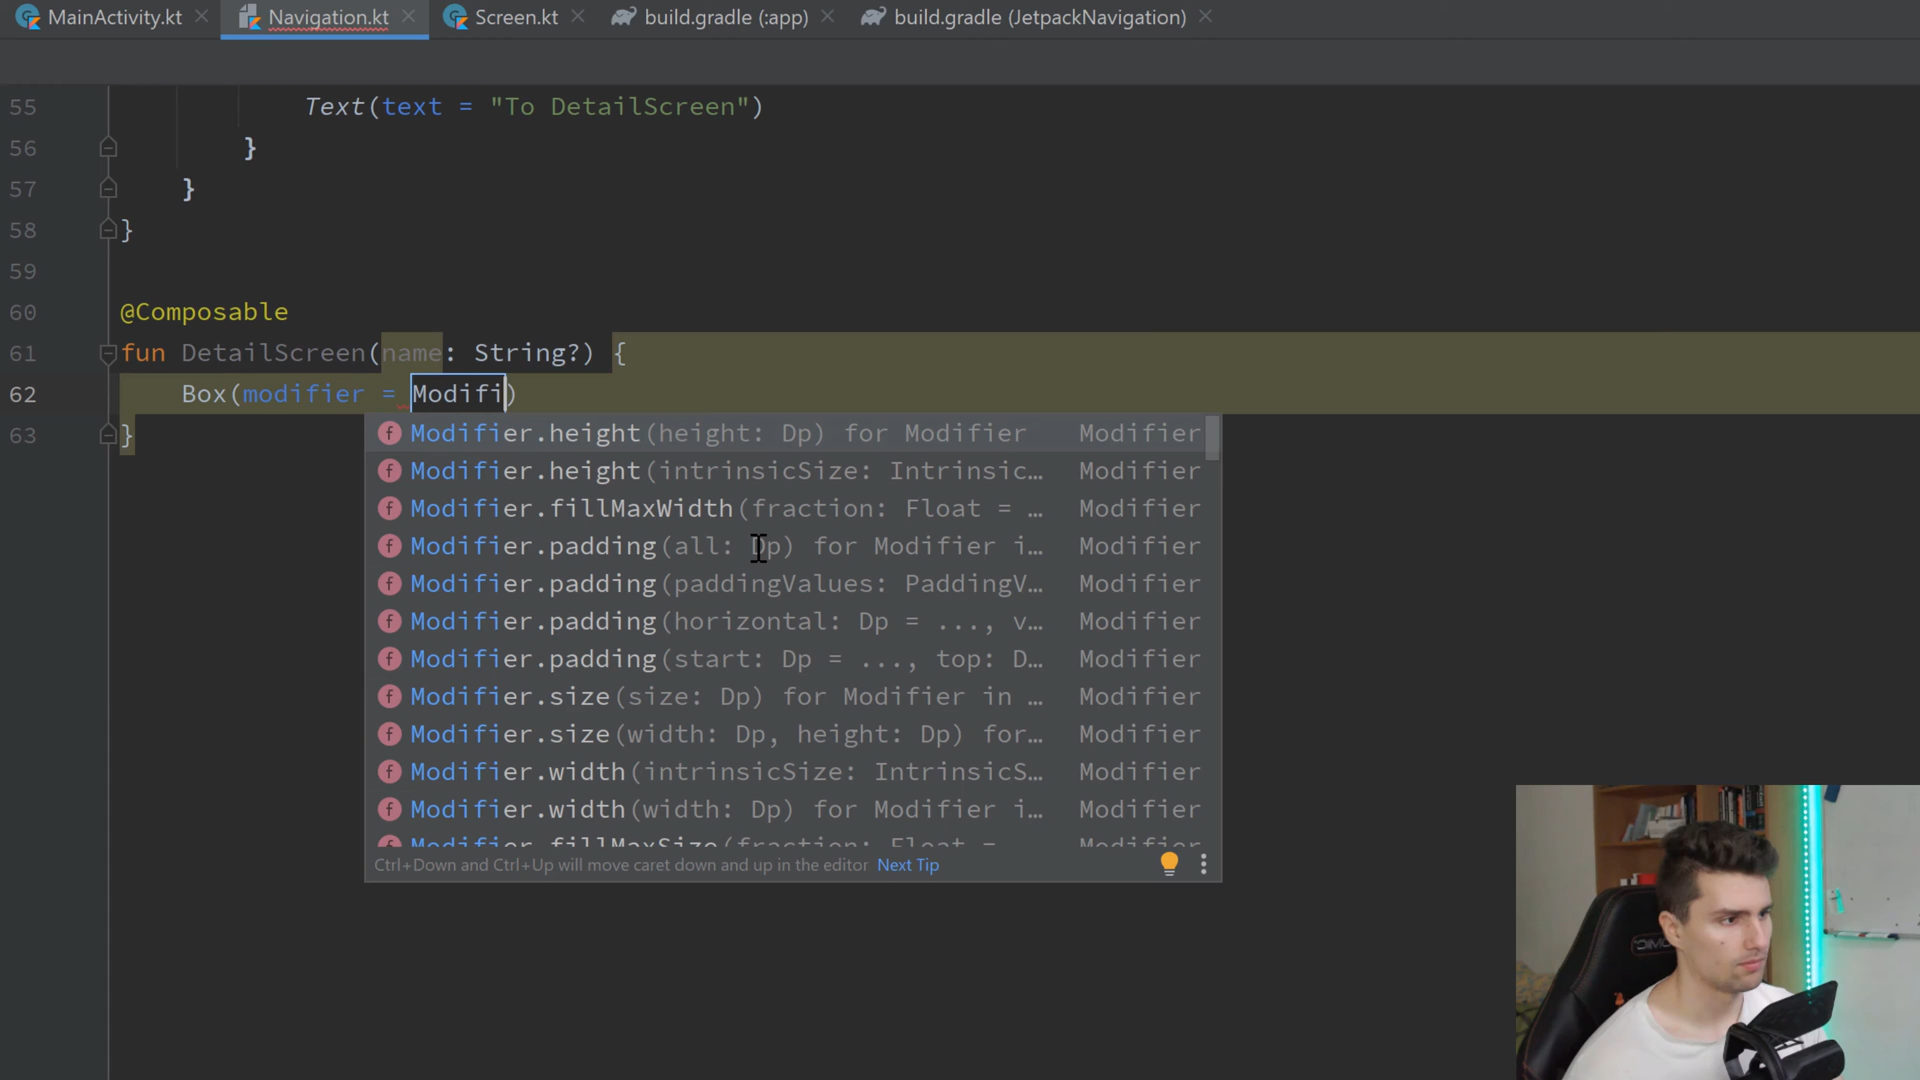 MainActivity.kt
Navigation.kt
Screen.kt
build.gradle (:app)
build.gradle (JetpackNavigation)
55 Text(text = "To DetailScreen")
56 }
57 }
58 }
59
60 @Composable
61 fun DetailScreen(name: String?) {
62 Box(modifier = Modifi)
63 }
Modifier.height(height: Dp) for Modifier Modifier
Modifier.height(intrinsicSize: Intrinsic… Modifier
Modifier.fillMaxWidth(fraction: Float = … Modifier
Modifier.padding(all: Dp) for Modifier i… Modifier
Modifier.padding(paddingValues: PaddingV… Modifier
Modifier.padding(horizontal: Dp = ..., v… Modifier
Modifier.padding(start: Dp = ..., top: D… Modifier
Modifier.size(size: Dp) for Modifier in … Modifier
Modifier.size(width: Dp, height: Dp) for… Modifier
Modifier.width(intrinsicSize: IntrinsicS… Modifier
Modifier.width(width: Dp) for Modifier i… Modifier
Modifier.fillMaxSize(fraction: Float = Modifier
Ctrl+Down and Ctrl+Up will move caret down and up in the editor Next Tip